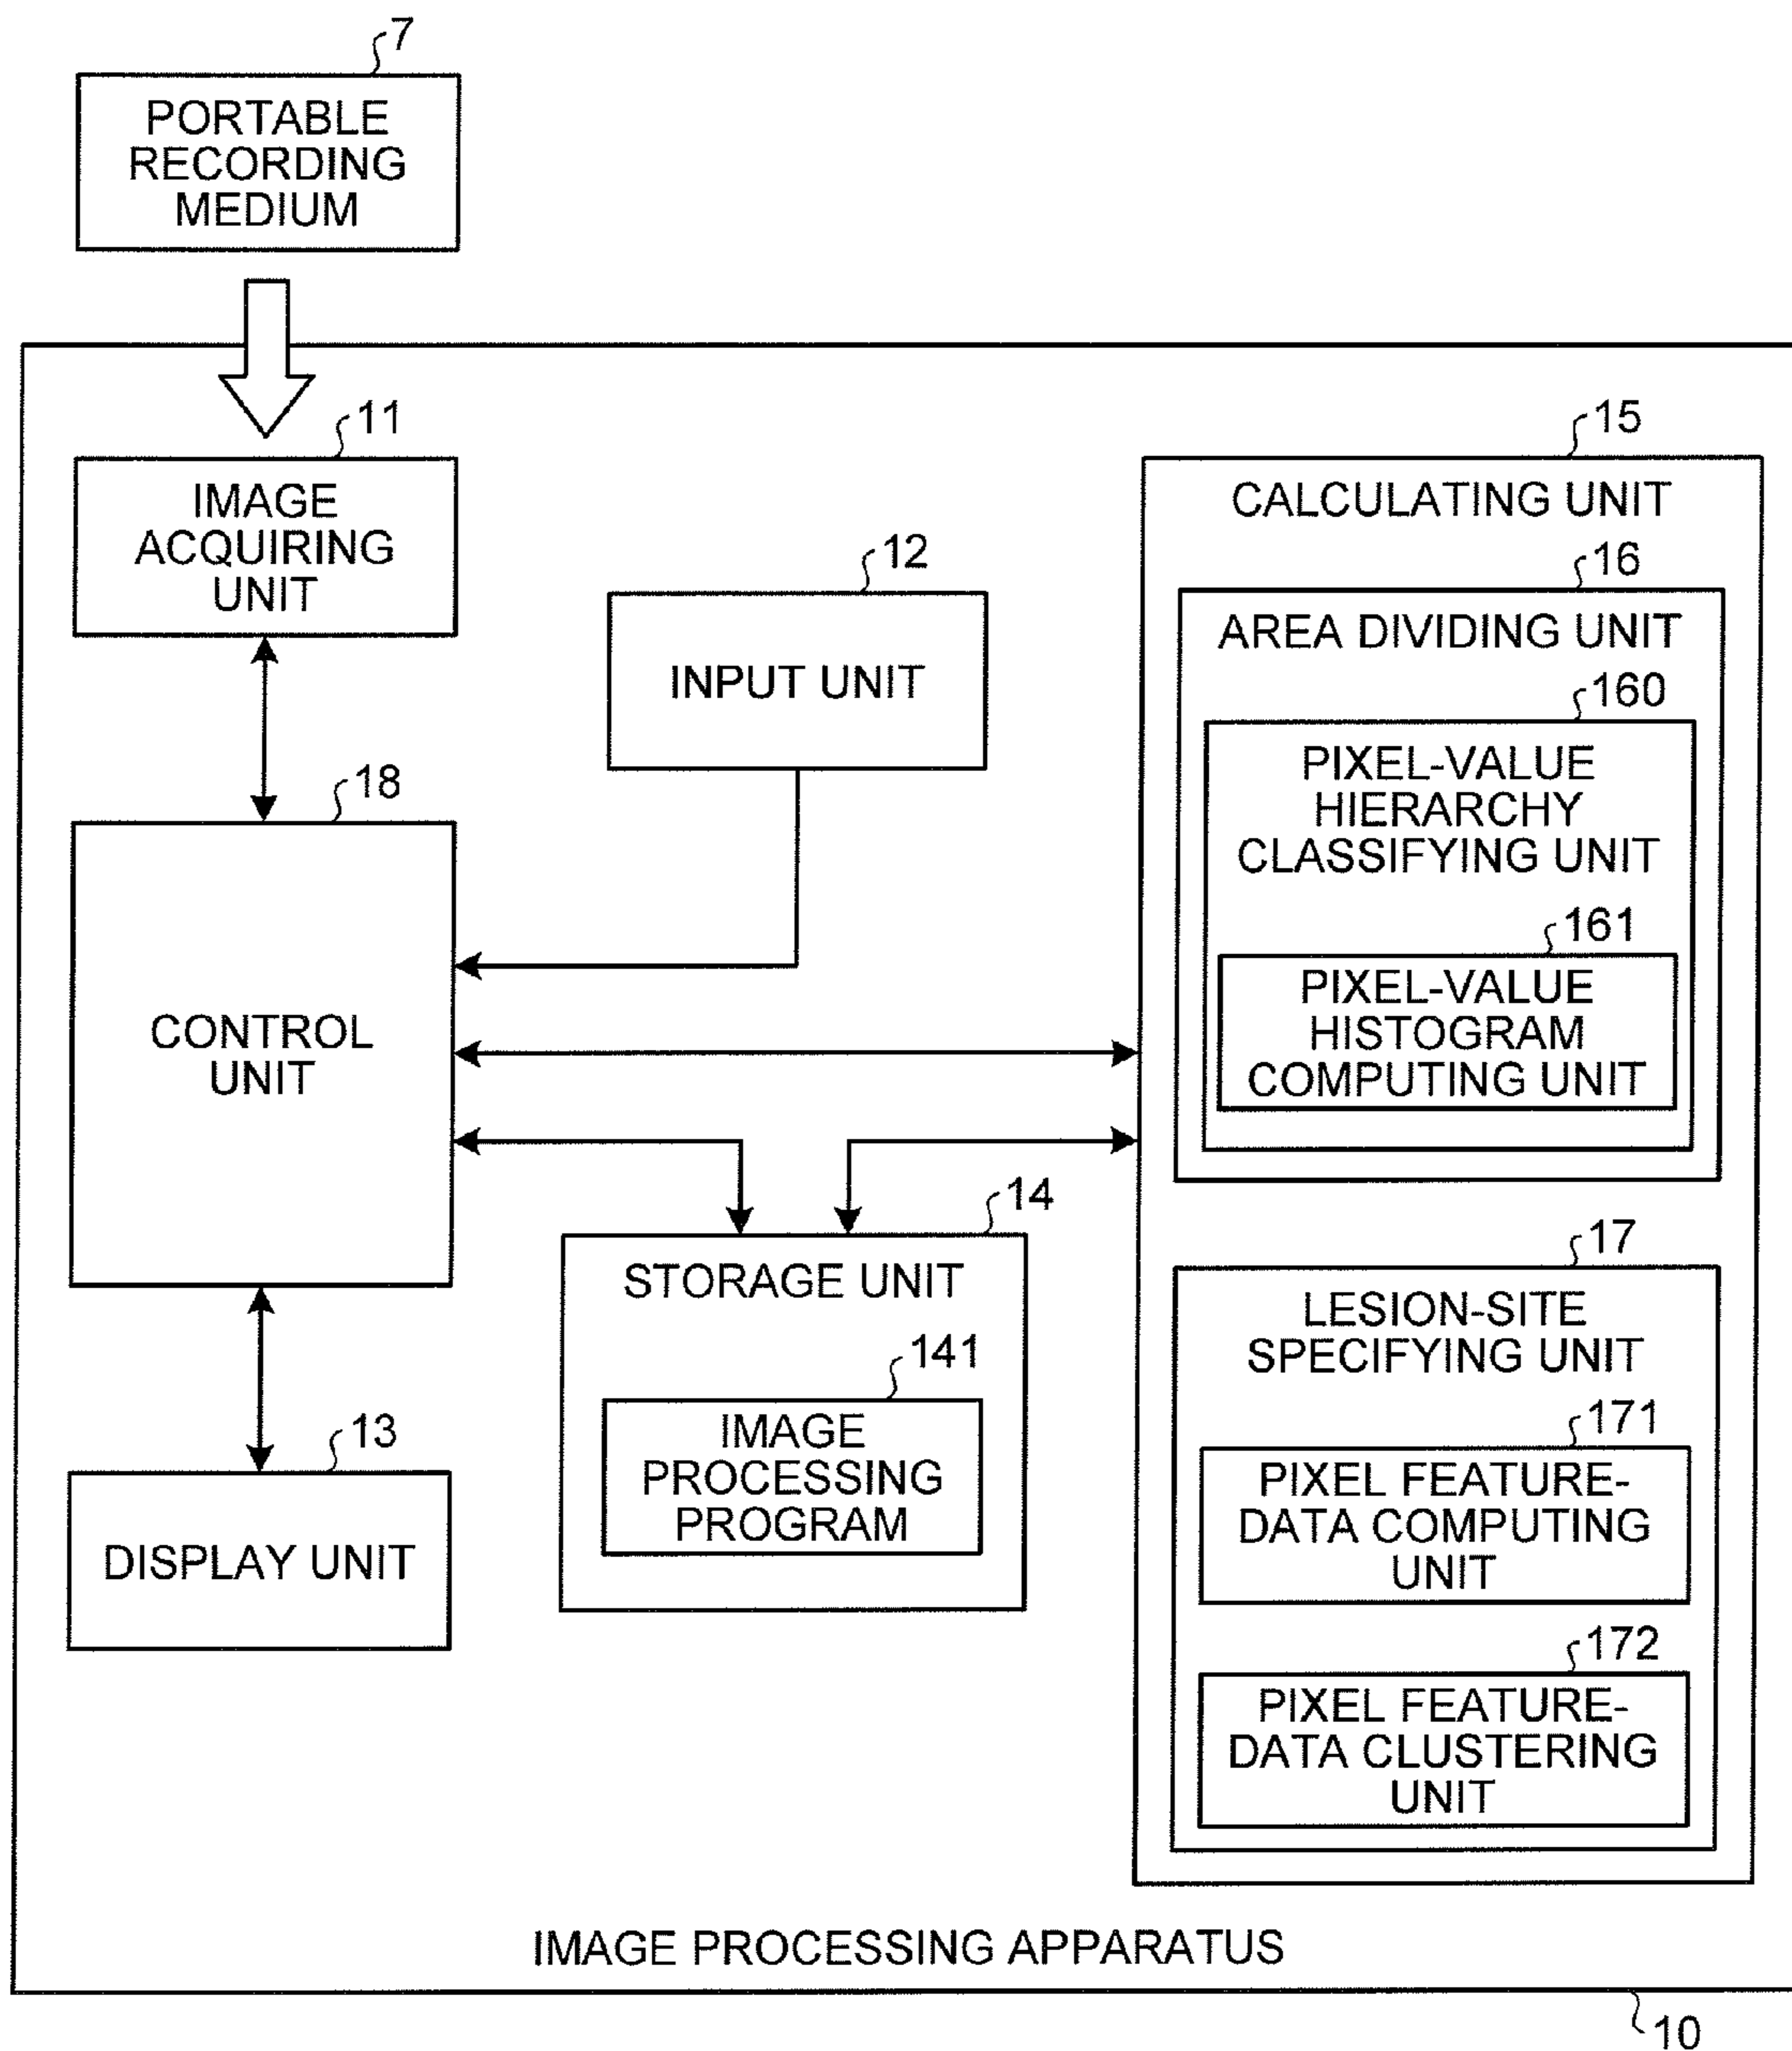 7
PORTABLE
RECORDING
MEDIUM
11
IMAGE
ACQUIRING
UNIT
12
INPUT UNIT
18
CONTROL
UNIT
13
DISPLAY UNIT
14
STORAGE UNIT
141
IMAGE
PROCESSING
PROGRAM
15
CALCULATING UNIT
16
AREA DIVIDING UNIT
160
PIXEL-VALUE
HIERARCHY
CLASSIFYING UNIT
161
PIXEL-VALUE
HISTOGRAM
COMPUTING UNIT
17
LESION-SITE
SPECIFYING UNIT
171
PIXEL FEATURE-
DATA COMPUTING
UNIT
172
PIXEL FEATURE-
DATA CLUSTERING
UNIT
IMAGE PROCESSING APPARATUS
10